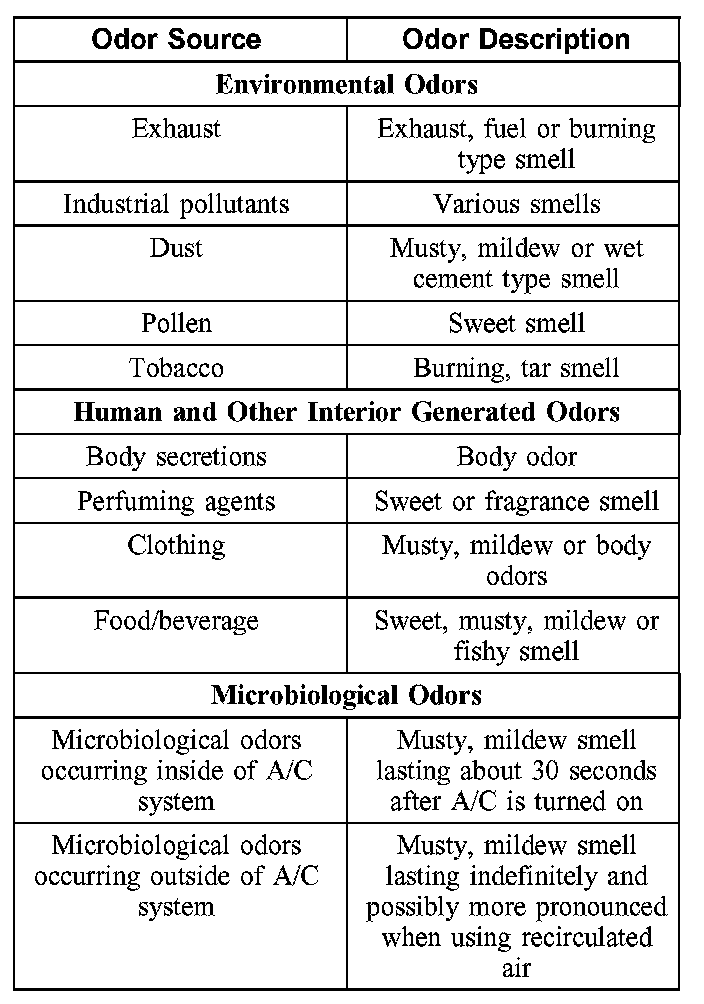 Odor Source
Odor Description
Environmental Odors
Exhaust
Exhaust, fuel or burning
type smell
Industrial pollutants
Various smells
Dust
Musty, mildew or wet
cement type smell
Pollen
Sweet smell
Tobacco
Burning, tar smell
Human and Other Interior Generated Odors
Body secretions
Body odor
Perfuming agents
Sweet or fragrance smell
Clothing
Musty, mildew or body
odors
Food/beverage
Sweet, musty, mildew or
fishy smell
Microbiological Odors
Microbiological odors
occurring inside of A/C
system
Musty, mildew smell
lasting about 30 seconds
after A/C is turned on
Microbiological odors
occurring outside of A/C
system
Musty, mildew smell
lasting indefinitely and
possibly more pronounced
when using recirculated
air